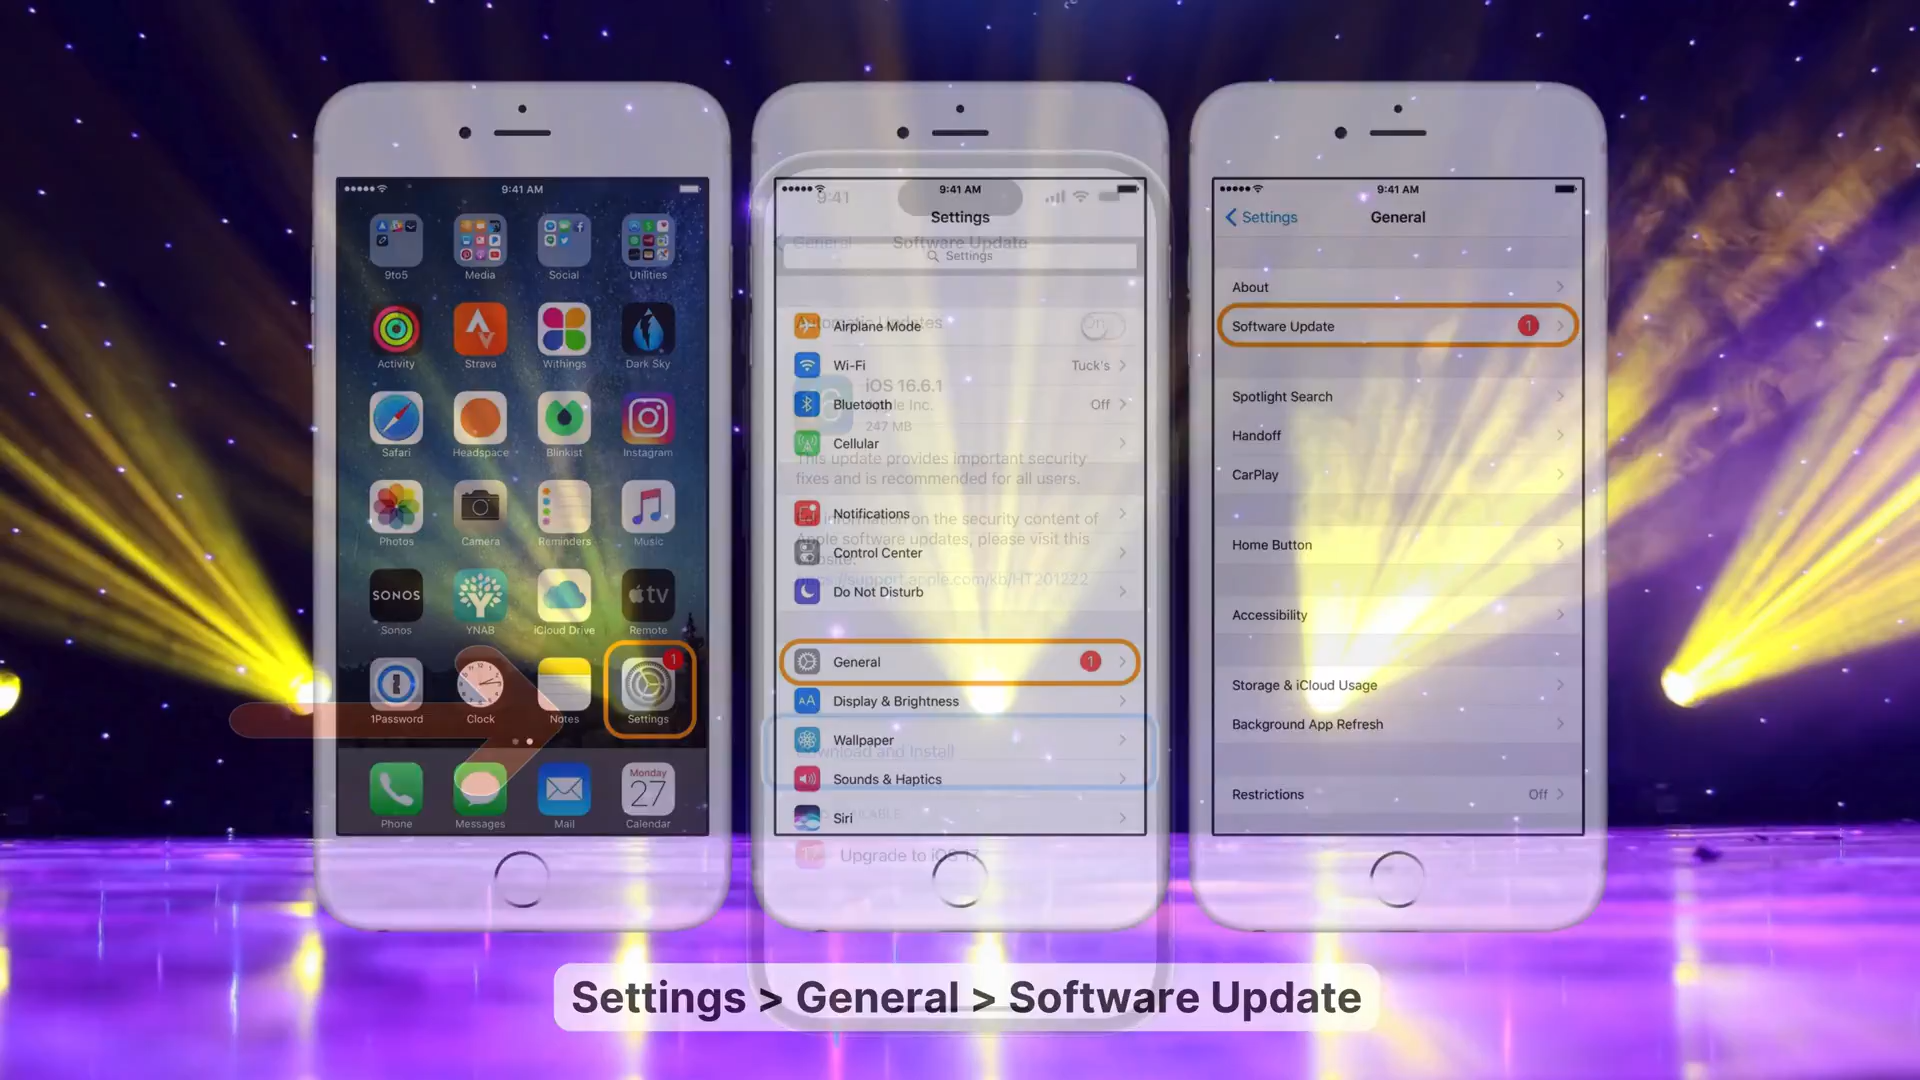 9:41 AM
9to5
Media
Social
Utilities
Activity
Strava
Withings
Dark Sky
Safari
Headspace
Blinkist
Instagram
Photos
Camera
Reminders
Music
SONOS
tv
Sonos
YNAB
iCloud Drive
Remote
1
1Password
Clock
Notes
Settings
Monday
27
Phone
Messages
Mail
Calendar
9:41 AM
Settings
Settings
Airplane Mode
Wi-Fi
Tuck's
Bluetooth
Off
Cellular
Notifications
Control Center
Do Not Disturb
General
1
Display & Brightness
Wallpaper
Sounds & Haptics
Siri
9:41
General
Software Update
Automatic Updates
On
iOS 16.6.1
Apple Inc.
247 MB
This update provides important security
fixes and is recommended for all users.
For information on the security content of
Apple software updates, please visit this
website:
https://support.apple.com/kb/HT201222
Download and Install
Upgrade to iOS 17
9:41 AM
Settings
General
About
Software Update
1
Spotlight Search
Handoff
CarPlay
Home Button
Accessibility
Storage & iCloud Usage
Background App Refresh
Restrictions
Off
Settings > General > Software Update